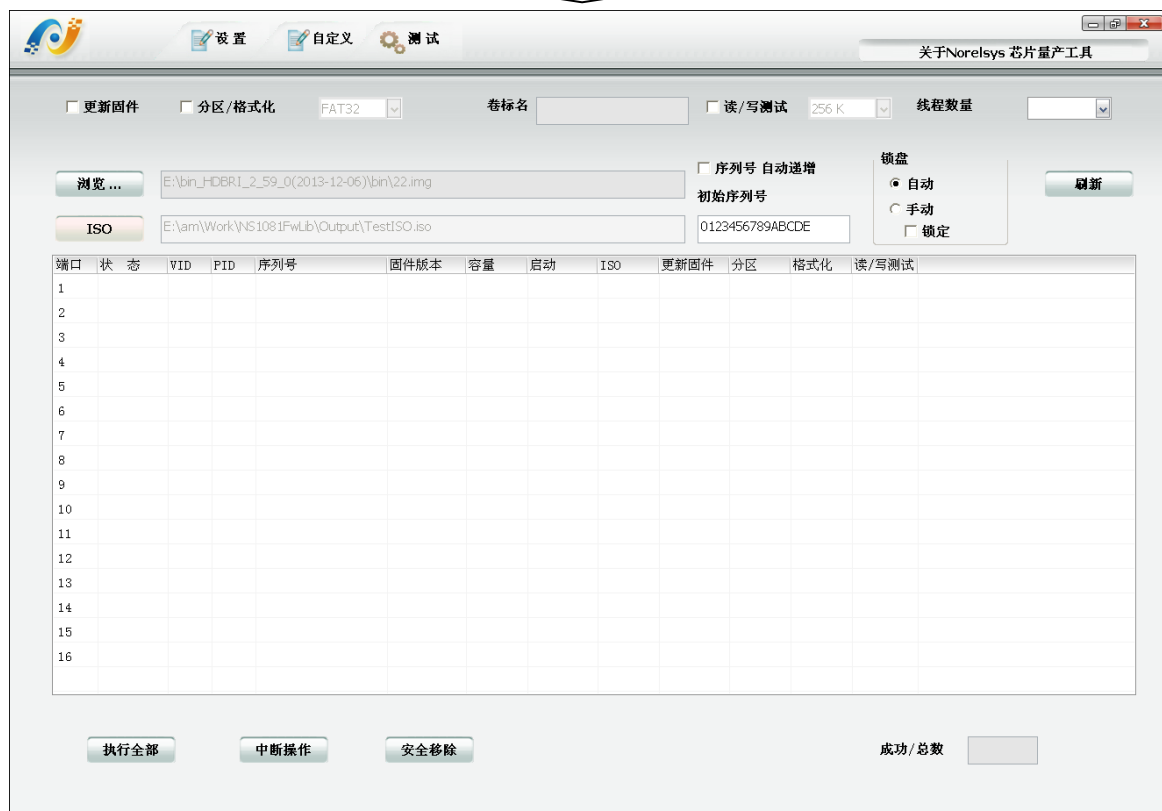 设 置 自定义 测 试
关于Norelsys 芯片量产工具
更新固件 分区/格式化 FAT32 卷标名 读/写测试 256 K 线程数量
序列号 自动递增 锁盘
浏览 ... E:\bin_HDBRI_2_59_0(2013-12-06)\bin\22.img 初始序列号 自动 刷新
手动
ISO E:\am\Work\NS1081FwLib\Output\TestISO.iso 0123456789ABCDE 锁定
端口 状 态 VID PID 序列号 固件版本 容量 启动 ISO 更新固件 分区 格式化 读/写测试
1
2
3
4
5
6
7
8
9
10
11
12
13
14
15
16
执行全部 中断操作 安全移除 成功/总数